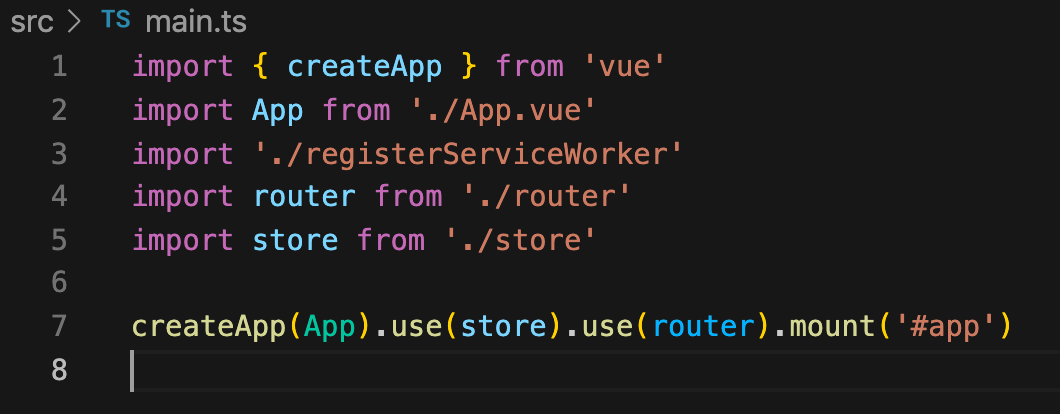 src > TS main.ts
1 import { createApp } from 'vue'
2 import App from './App.vue'
3 import './registerServiceWorker'
4 import router from './router'
5 import store from './store'
6
7 createApp(App).use(store).use(router).mount('#app')
8